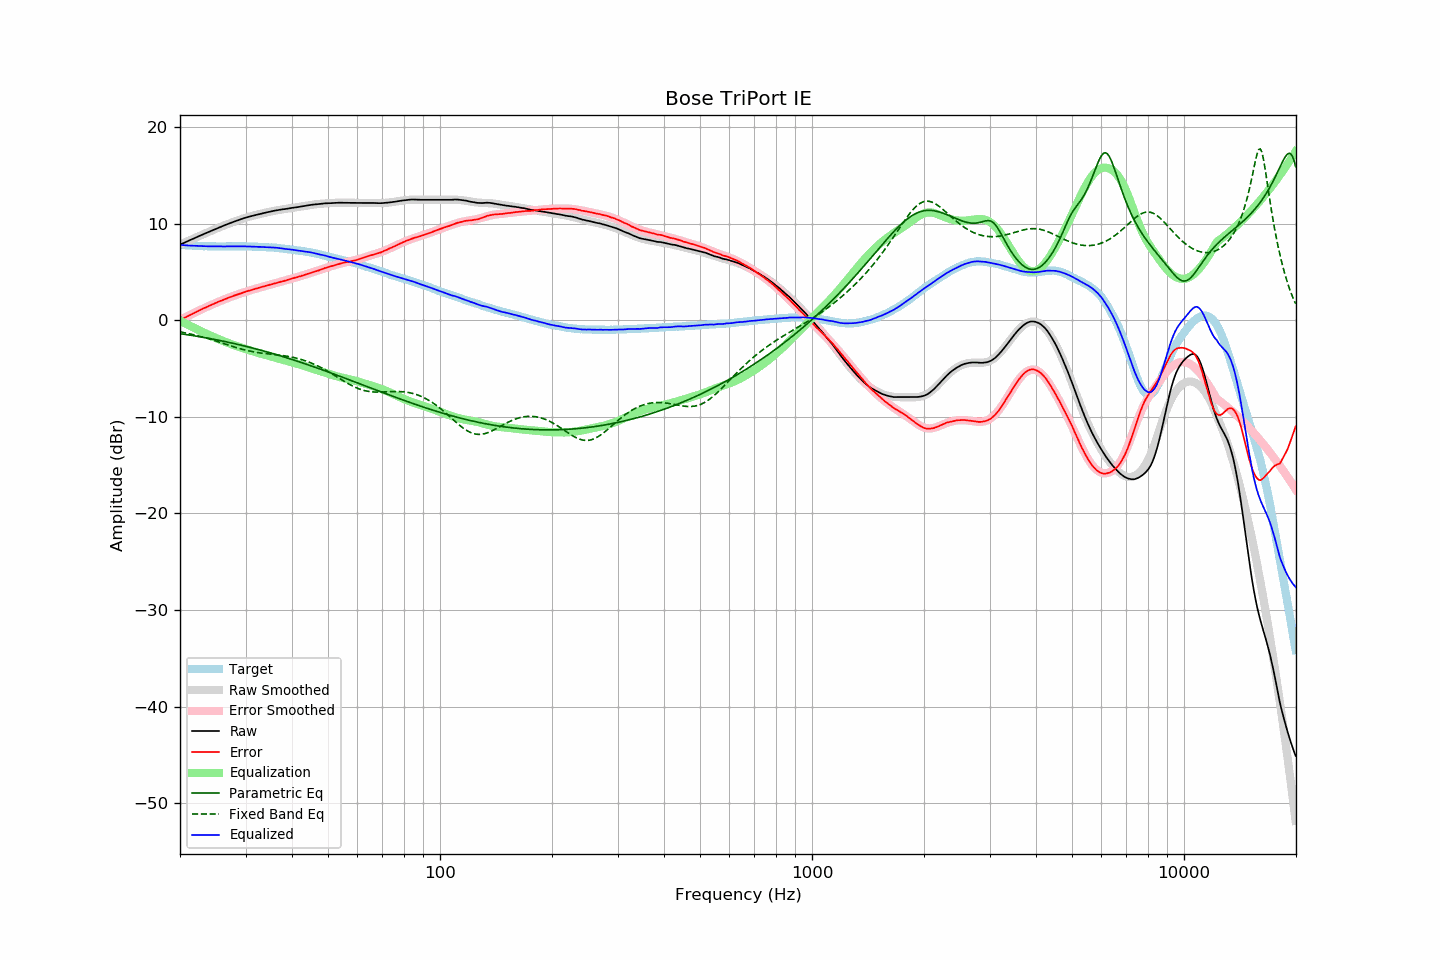 Bose TriPort IE
20
10
0
−10
−20
−30
−40
−50
Amplitude (dBr)
Target
Raw Smoothed
Error Smoothed
Raw
Error
Equalization
Parametric Eq
Fixed Band Eq
Equalized
100
1000
10000
Frequency (Hz)